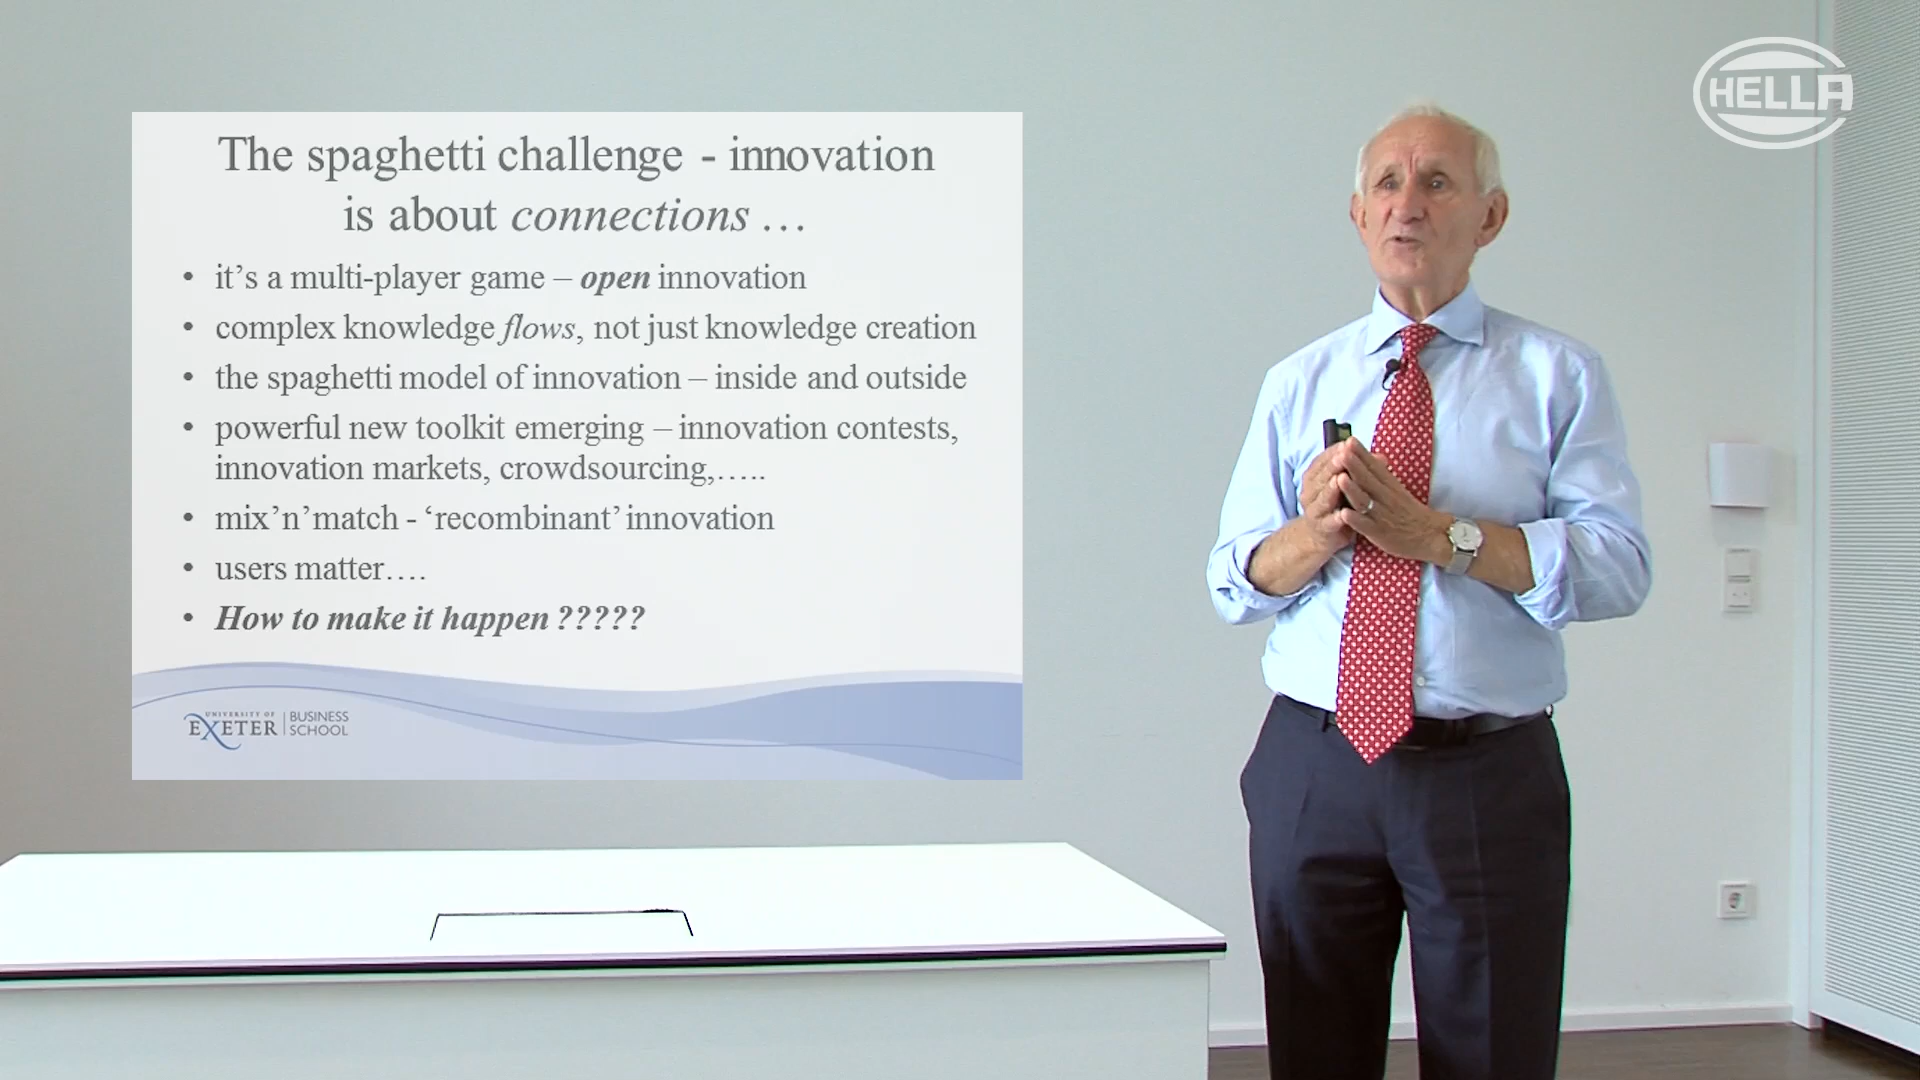 HELLA
The spaghetti challenge - innovation
is about connections …
• it's a multi-player game – open innovation
• complex knowledge flows, not just knowledge creation
• the spaghetti model of innovation – inside and outside
• powerful new toolkit emerging – innovation contests,
innovation markets, crowdsourcing,…..
• mix'n'match - 'recombinant' innovation
• users matter….
• How to make it happen ?????
UNIVERSITY OF
EXETER
BUSINESS
SCHOOL